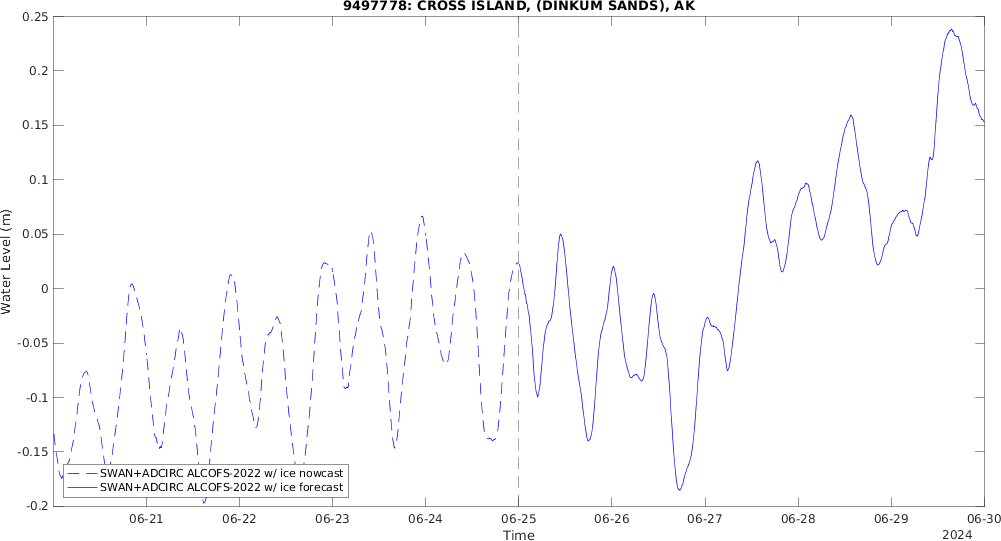 9497778: CROSS ISLAND, (DINKUM SANDS), AK
0.25
0.2
0.15
0.1
0.05
0
-0.05
-0.1
-0.15
-0.2
Water Level (m)
SWAN+ADCIRC ALCOFS-2022 w/ ice nowcast
SWAN+ADCIRC ALCOFS-2022 w/ ice forecast
06-21 06-22 06-23 06-24 06-25 06-26 06-27 06-28 06-29 06-30
Time 2024